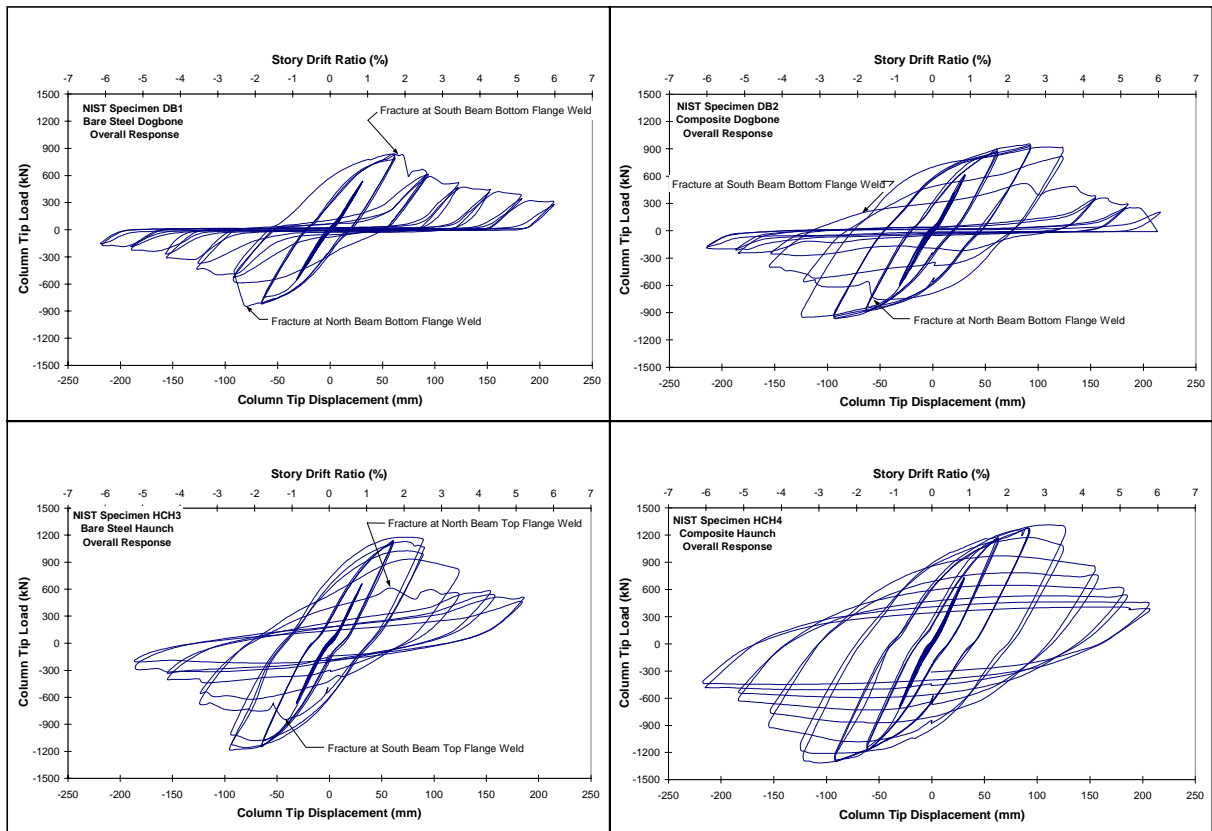 Story Drift Ratio (%)
-7 -6 -5 -4 -3 -2 -1 0 1 2 3 4 5 6 7
1500
1200
900
600
300
0
-300
-600
-900
-1200
-1500
NIST Specimen DB1
Bare Steel Dogbone
Overall Response
Fracture at South Beam Bottom Flange Weld
Fracture at North Beam Bottom Flange Weld
Column Tip Load (kN)
-250 -200 -150 -100 -50 0 50 100 150 200 250
Column Tip Displacement (mm)
Story Drift Ratio (%)
-7 -6 -5 -4 -3 -2 -1 0 1 2 3 4 5 6 7
1500
1200
900
600
300
0
-300
-600
-900
-1200
-1500
NIST Specimen DB2
Composite Dogbone
Overall Response
Fracture at South Beam Bottom Flange Weld
Fracture at North Beam Bottom Flange Weld
Column Tip Load (kN)
-250 -200 -150 -100 -50 0 50 100 150 200 250
Column Tip Displacement (mm)
Story Drift Ratio (%)
-7 -6 -5 -4 -3 -2 -1 0 1 2 3 4 5 6 7
1500
1200
900
600
300
0
-300
-600
-900
-1200
-1500
NIST Specimen HCH3
Bare Steel Haunch
Overall Response
Fracture at North Beam Top Flange Weld
Fracture at South Beam Top Flange Weld
Column Tip Load (kN)
-250 -200 -150 -100 -50 0 50 100 150 200 250
Column Tip Displacement (mm)
Story Drift Ratio (%)
-7 -6 -5 -4 -3 -2 -1 0 1 2 3 4 5 6 7
1500
1200
900
600
300
0
-300
-600
-900
-1200
-1500
NIST Specimen HCH4
Composite Haunch
Overall Response
Column Tip Load (kN)
-250 -200 -150 -100 -50 0 50 100 150 200 250
Column Tip Displacement (mm)